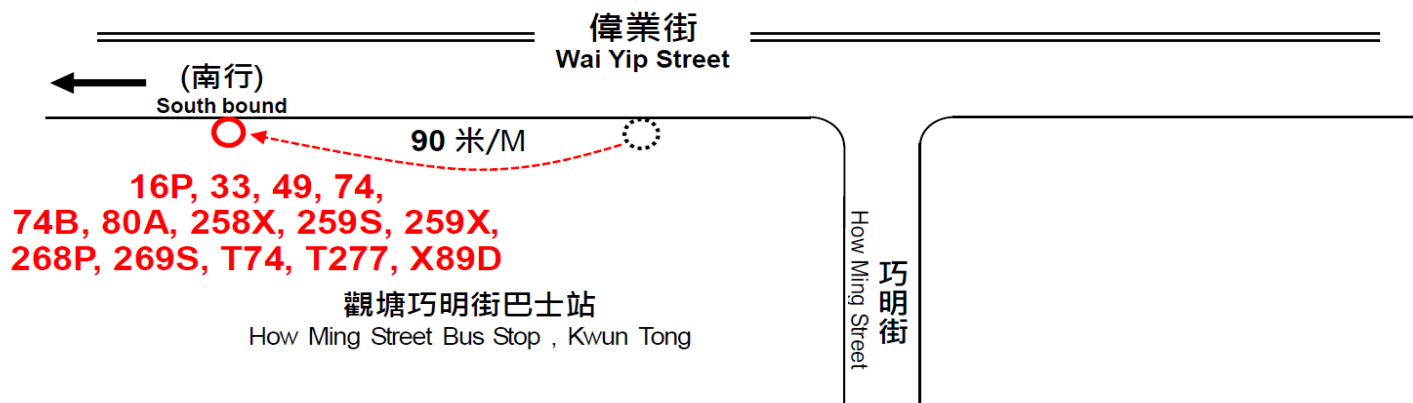 偉業街
Wai Yip Street
(南行)
South bound
90 米/M
16P, 33, 49, 74,
74B, 80A, 258X, 259S, 259X,
268P, 269S, T74, T277, X89D
觀塘巧明街巴士站
How Ming Street Bus Stop , Kwun Tong
How Ming Street
巧明街